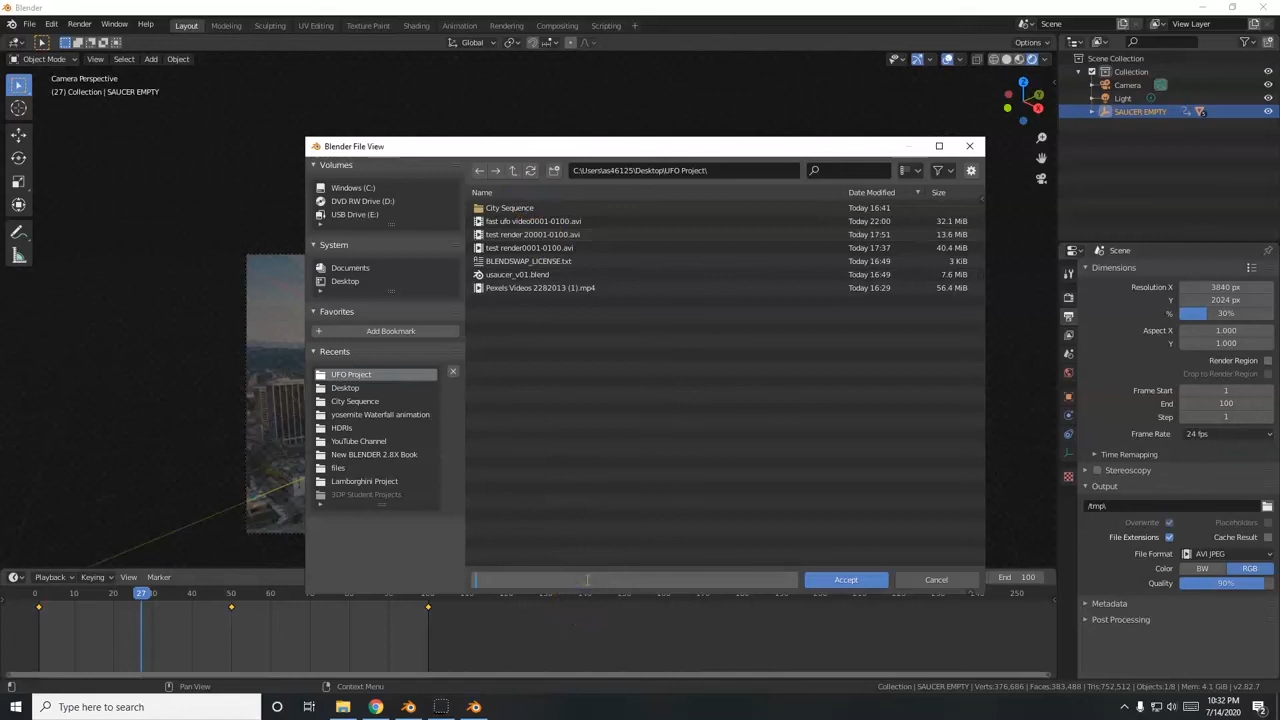 Blender
File Edit Render Window Help Layout Modeling Sculpting UV Editing Texture Paint Shading Animation Rendering Compositing Scripting + Scene View Layer
Global Options
Object Mode View Select Add Object
Camera Perspective
(27) Collection | SAUCER EMPTY
Z
Y
X
Scene Collection
Collection
Camera
Light
SAUCER EMPTY
Blender File View
Volumes
Windows (C:)
DVD RW Drive (D:)
USB Drive (E:)
System
Documents
Desktop
Favorites
Add Bookmark
Recents
UFO Project
Desktop
City Sequence
yosemite Waterfall animation
HDRIs
YouTube Channel
New BLENDER 2.8X Book
files
Lamborghini Project
3DP Student Projects
C:\Users\as46125\Desktop\UFO Project\
Name Date Modified Size
City Sequence Today 16:41
fast ufo video0001-0100.avi Today 22:00 32.1 MiB
test render 20001-0100.avi Today 17:51 13.6 MiB
test render0001-0100.avi Today 17:37 40.4 MiB
BLENDSWAP_LICENSE.txt Today 16:49 3 KiB
usaucer_v01.blend Today 16:49 7.6 MiB
Pexels Videos 2282013 (1).mp4 Today 16:29 56.4 MiB
Accept Cancel
Scene
Dimensions
Resolution X 3840 px
Y 2024 px
% 30%
Aspect X 1.000
Y 1.000
Render Region
Crop to Render Region
Frame Start 1
End 100
Step 1
Frame Rate 24 fps
Time Remapping
Stereoscopy
Output
/tmp\
Overwrite Placeholders
File Extensions Cache Result
File Format AVI JPEG
Color BW RGB
Quality 90%
Metadata
Post Processing
Playback Keying View Marker End 100
0 10 20 27 40 50 60 70 80 90 100 250
Pan View Context Menu Collection | SAUCER EMPTY | Verts:376,686 | Faces:383,488 | Tris:752,512 | Objects:1/8 | Mem: 4.1 GiB | v2.82.7
Type here to search
10:32 PM
7/14/2020
2